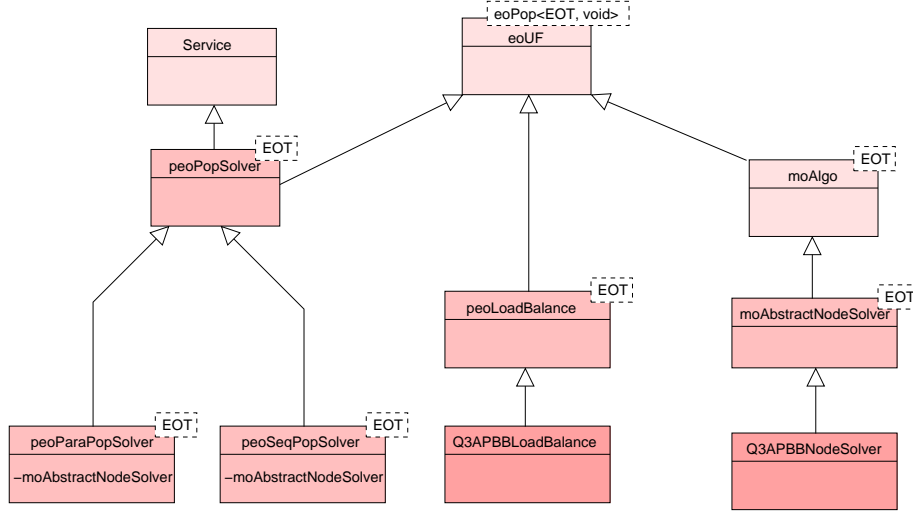 eoPop<EOT, void>
eoUF
Service
EOT
peoPopSolver
EOT
moAlgo
EOT
peoLoadBalance
EOT
moAbstractNodeSolver
EOT
peoParaPopSolver
−moAbstractNodeSolver
EOT
peoSeqPopSolver
−moAbstractNodeSolver
Q3APBBLoadBalance
Q3APBBNodeSolver